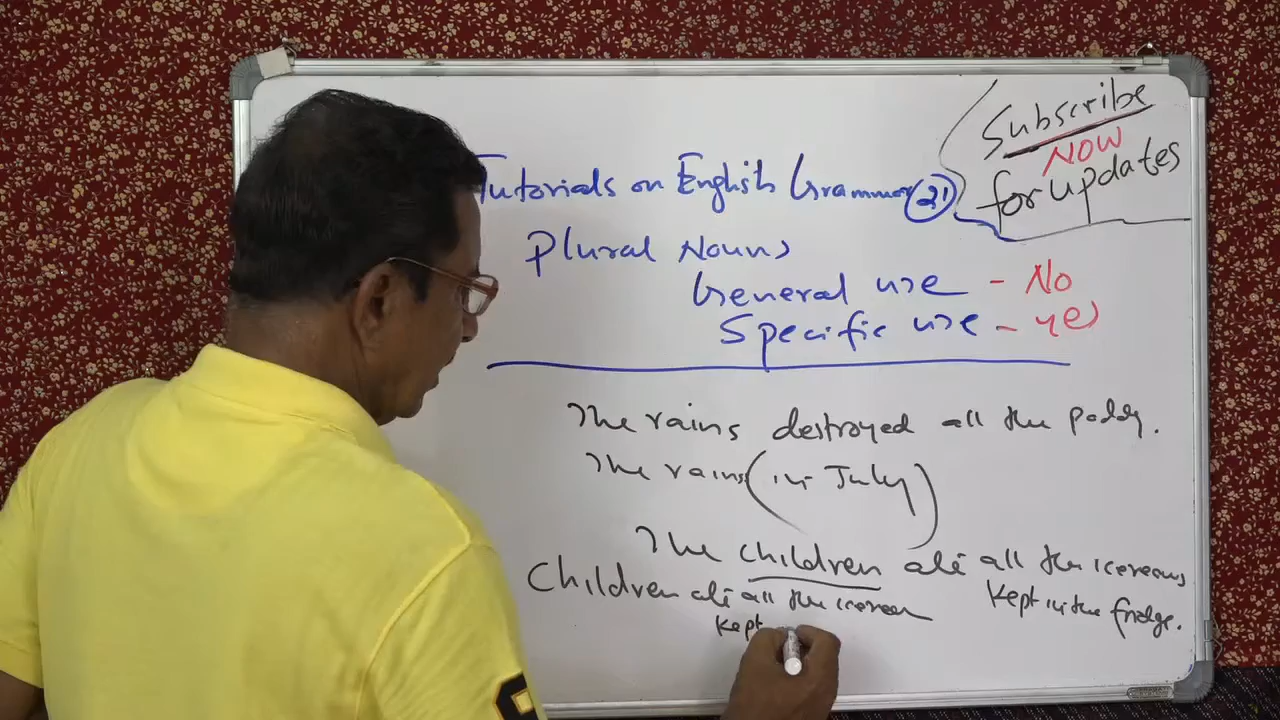 Subscribe
NOW
for updates
Tutorials on English Grammar 21
Plural Nouns
General use - No
Specific use - yes
The rains destroyed all the paddy.
The rains (in July)
The children ate all the icecreams
kept in the fridge.
Children ate all the icecream
kept